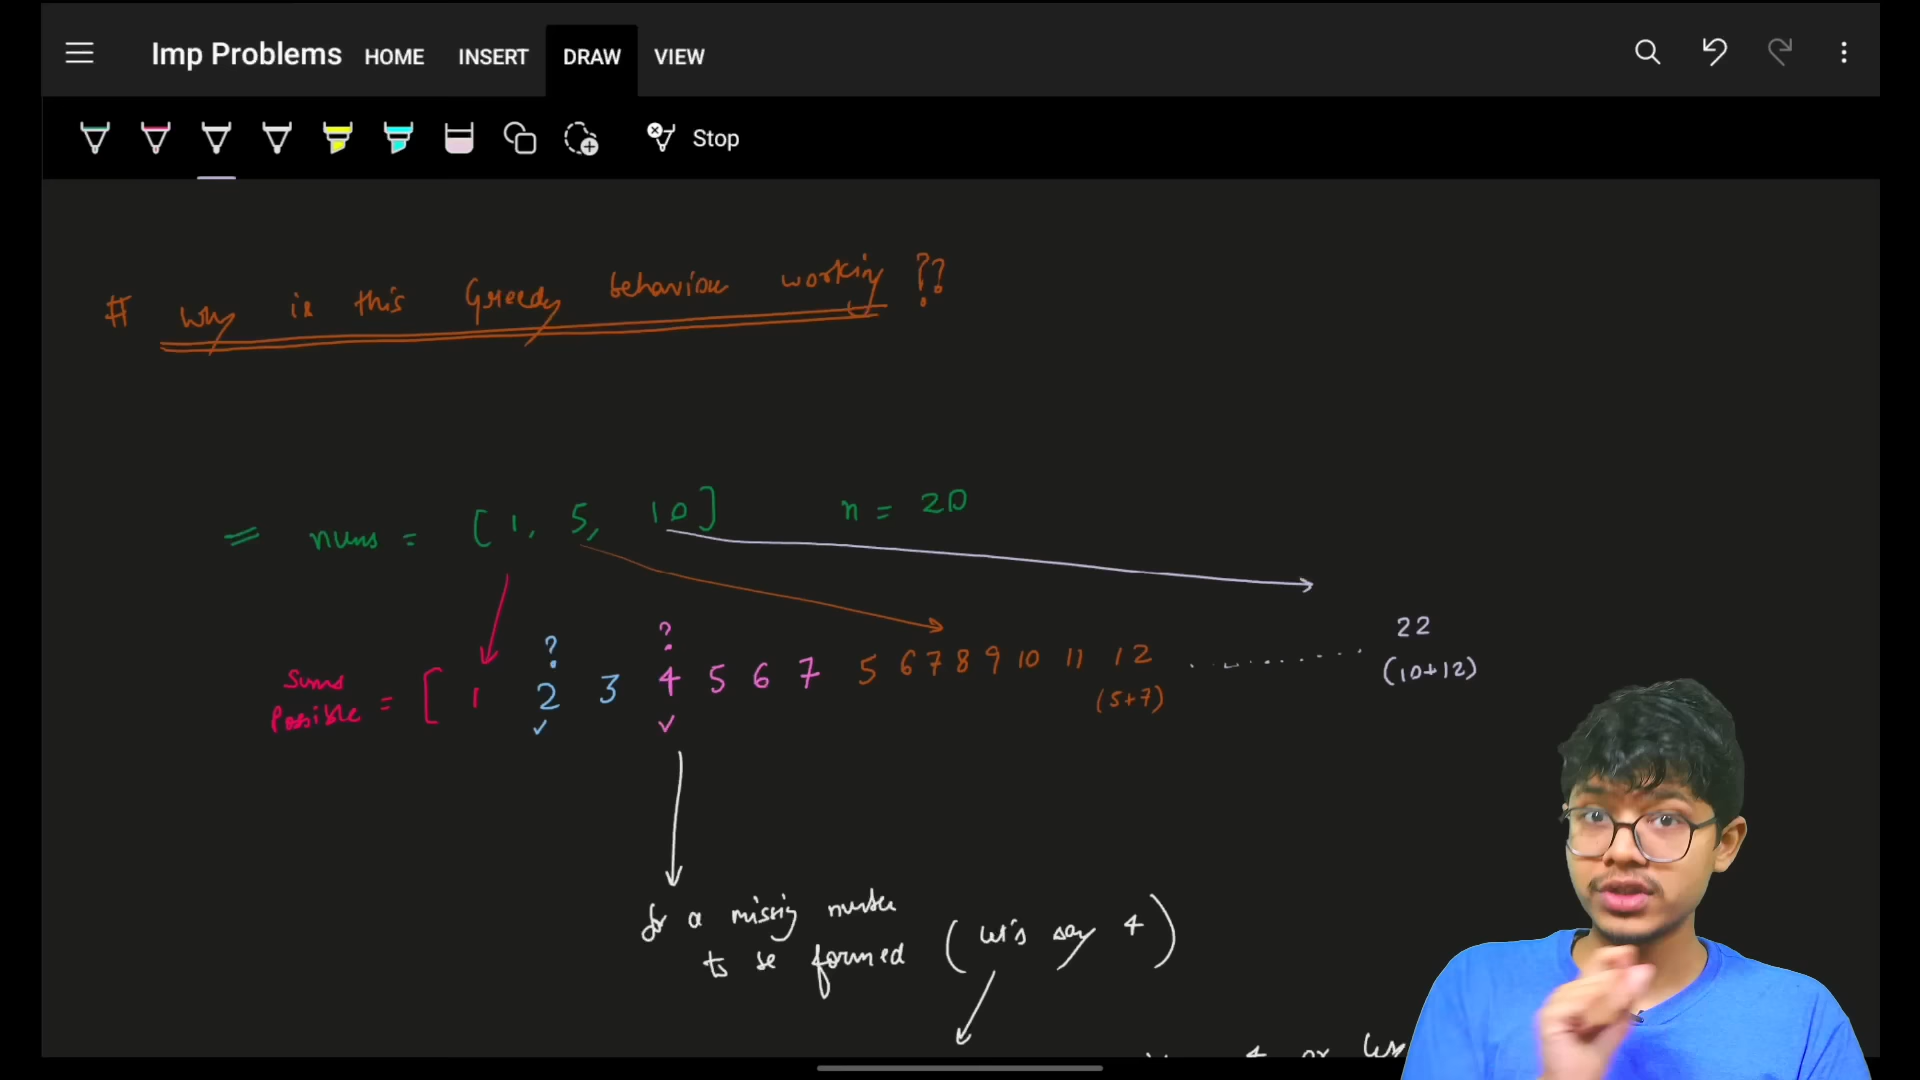 Imp Problems HOME INSERT DRAW VIEW
Stop
# Why is this Greedy behaviour working ??
= nums = [1, 5, 10] n = 20
Sums Possible = [ 1 2 3 4 5 6 7 5 6 7 8 9 10 11 12 22
? ?
✓ ✓
(5+7) (10+12)
for a missing number
to be formed (let's say 4)
4 or